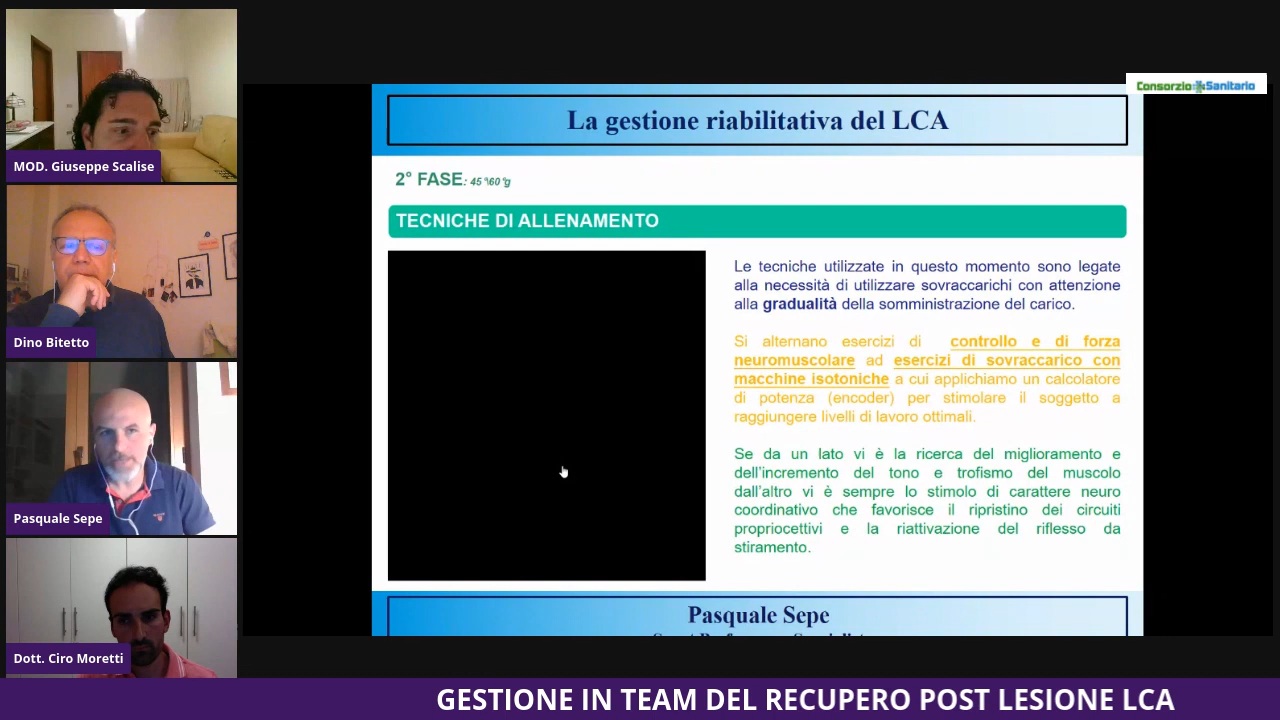 MOD. Giuseppe Scalise
Dino Bitetto
Pasquale Sepe
Dott. Ciro Moretti
Consorzio Sanitario
La gestione riabilitativa del LCA
2° FASE: 45°\60°g
TECNICHE DI ALLENAMENTO
Le tecniche utilizzate in questo momento sono legate
alla necessità di utilizzare sovraccarichi con attenzione
alla gradualità della somministrazione del carico.
Si alternano esercizi di controllo e di forza
neuromuscolare ad esercizi di sovraccarico con
macchine isotoniche a cui applichiamo un calcolatore
di potenza (encoder) per stimolare il soggetto a
raggiungere livelli di lavoro ottimali.
Se da un lato vi è la ricerca del miglioramento e
dell'incremento del tono e trofismo del muscolo
dall'altro vi è sempre lo stimolo di carattere neuro
coordinativo che favorisce il ripristino dei circuiti
propriocettivi e la riattivazione del riflesso da
stiramento.
Pasquale Sepe
GESTIONE IN TEAM DEL RECUPERO POST LESIONE LCA